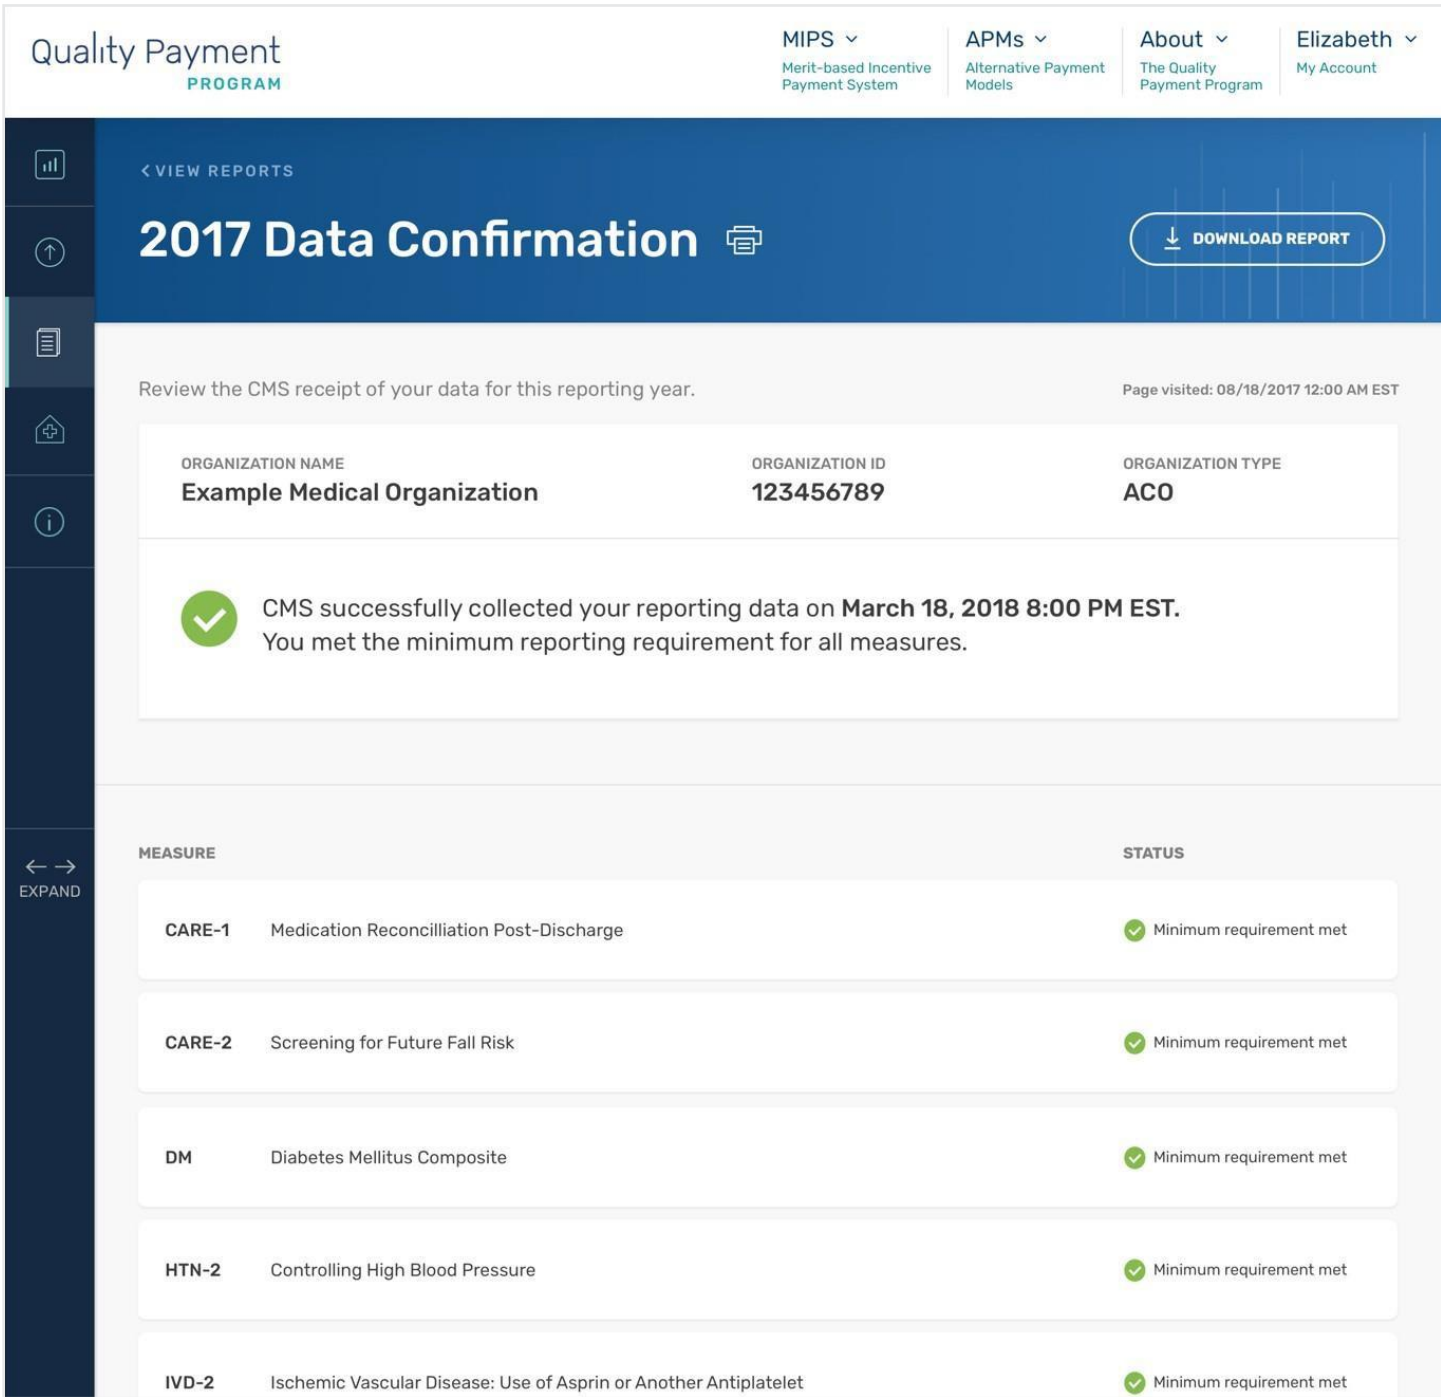 Quality Payment
PROGRAM
MIPS
Merit-based Incentive
Payment System
APMs
Alternative Payment
Models
About
The Quality
Payment Program
Elizabeth
My Account
VIEW REPORTS
2017 Data Confirmation
DOWNLOAD REPORT
Review the CMS receipt of your data for this reporting year.
Page visited: 08/18/2017 12:00 AM EST
ORGANIZATION NAME
Example Medical Organization
ORGANIZATION ID
123456789
ORGANIZATION TYPE
ACO
CMS successfully collected your reporting data on March 18, 2018 8:00 PM EST.
You met the minimum reporting requirement for all measures.
EXPAND
MEASURE STATUS
CARE-1 Medication Reconcilliation Post-Discharge Minimum requirement met
CARE-2 Screening for Future Fall Risk Minimum requirement met
DM Diabetes Mellitus Composite Minimum requirement met
HTN-2 Controlling High Blood Pressure Minimum requirement met
IVD-2 Ischemic Vascular Disease: Use of Asprin or Another Antiplatelet Minimum requirement met